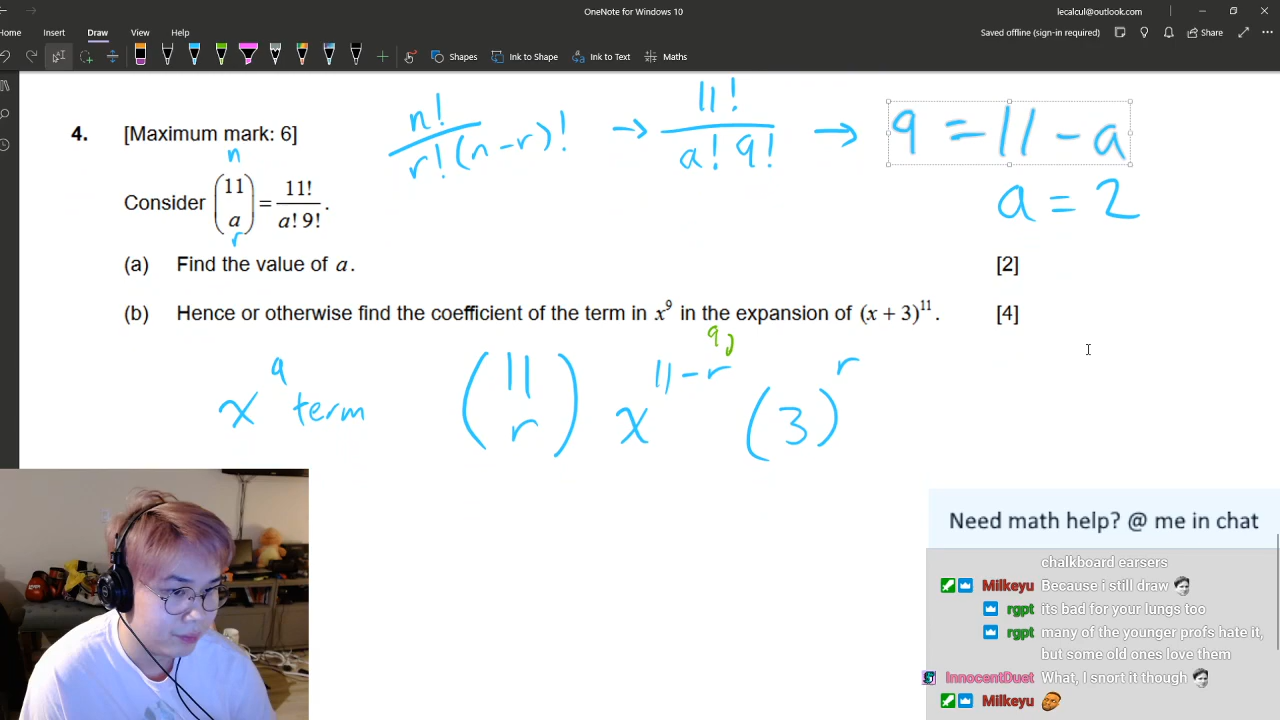 OneNote for Windows 10
lecalcul@outlook.com
Home Insert Draw View Help
Saved offline (sign-in required)
Share
Shapes Ink to Shape Ink to Text Maths
4. [Maximum mark: 6]
n!/r!(n-r)! → 11!/a! 9! → 9 = 11 - a
a = 2
n
Consider (11 a) = 11!/a! 9!.
r
(a) Find the value of a. [2]
(b) Hence or otherwise find the coefficient of the term in x⁹ in the expansion of (x + 3)¹¹. [4]
9
x⁹ term (11 r) x¹¹⁻ʳ (3)ʳ
Need math help? @ me in chat
chalkboard earsers
Milkeyu Because i still draw
rgpt its bad for your lungs too
rgpt many of the younger profs hate it,
but some old ones love them
InnocentDuet What, I snort it though
Milkeyu